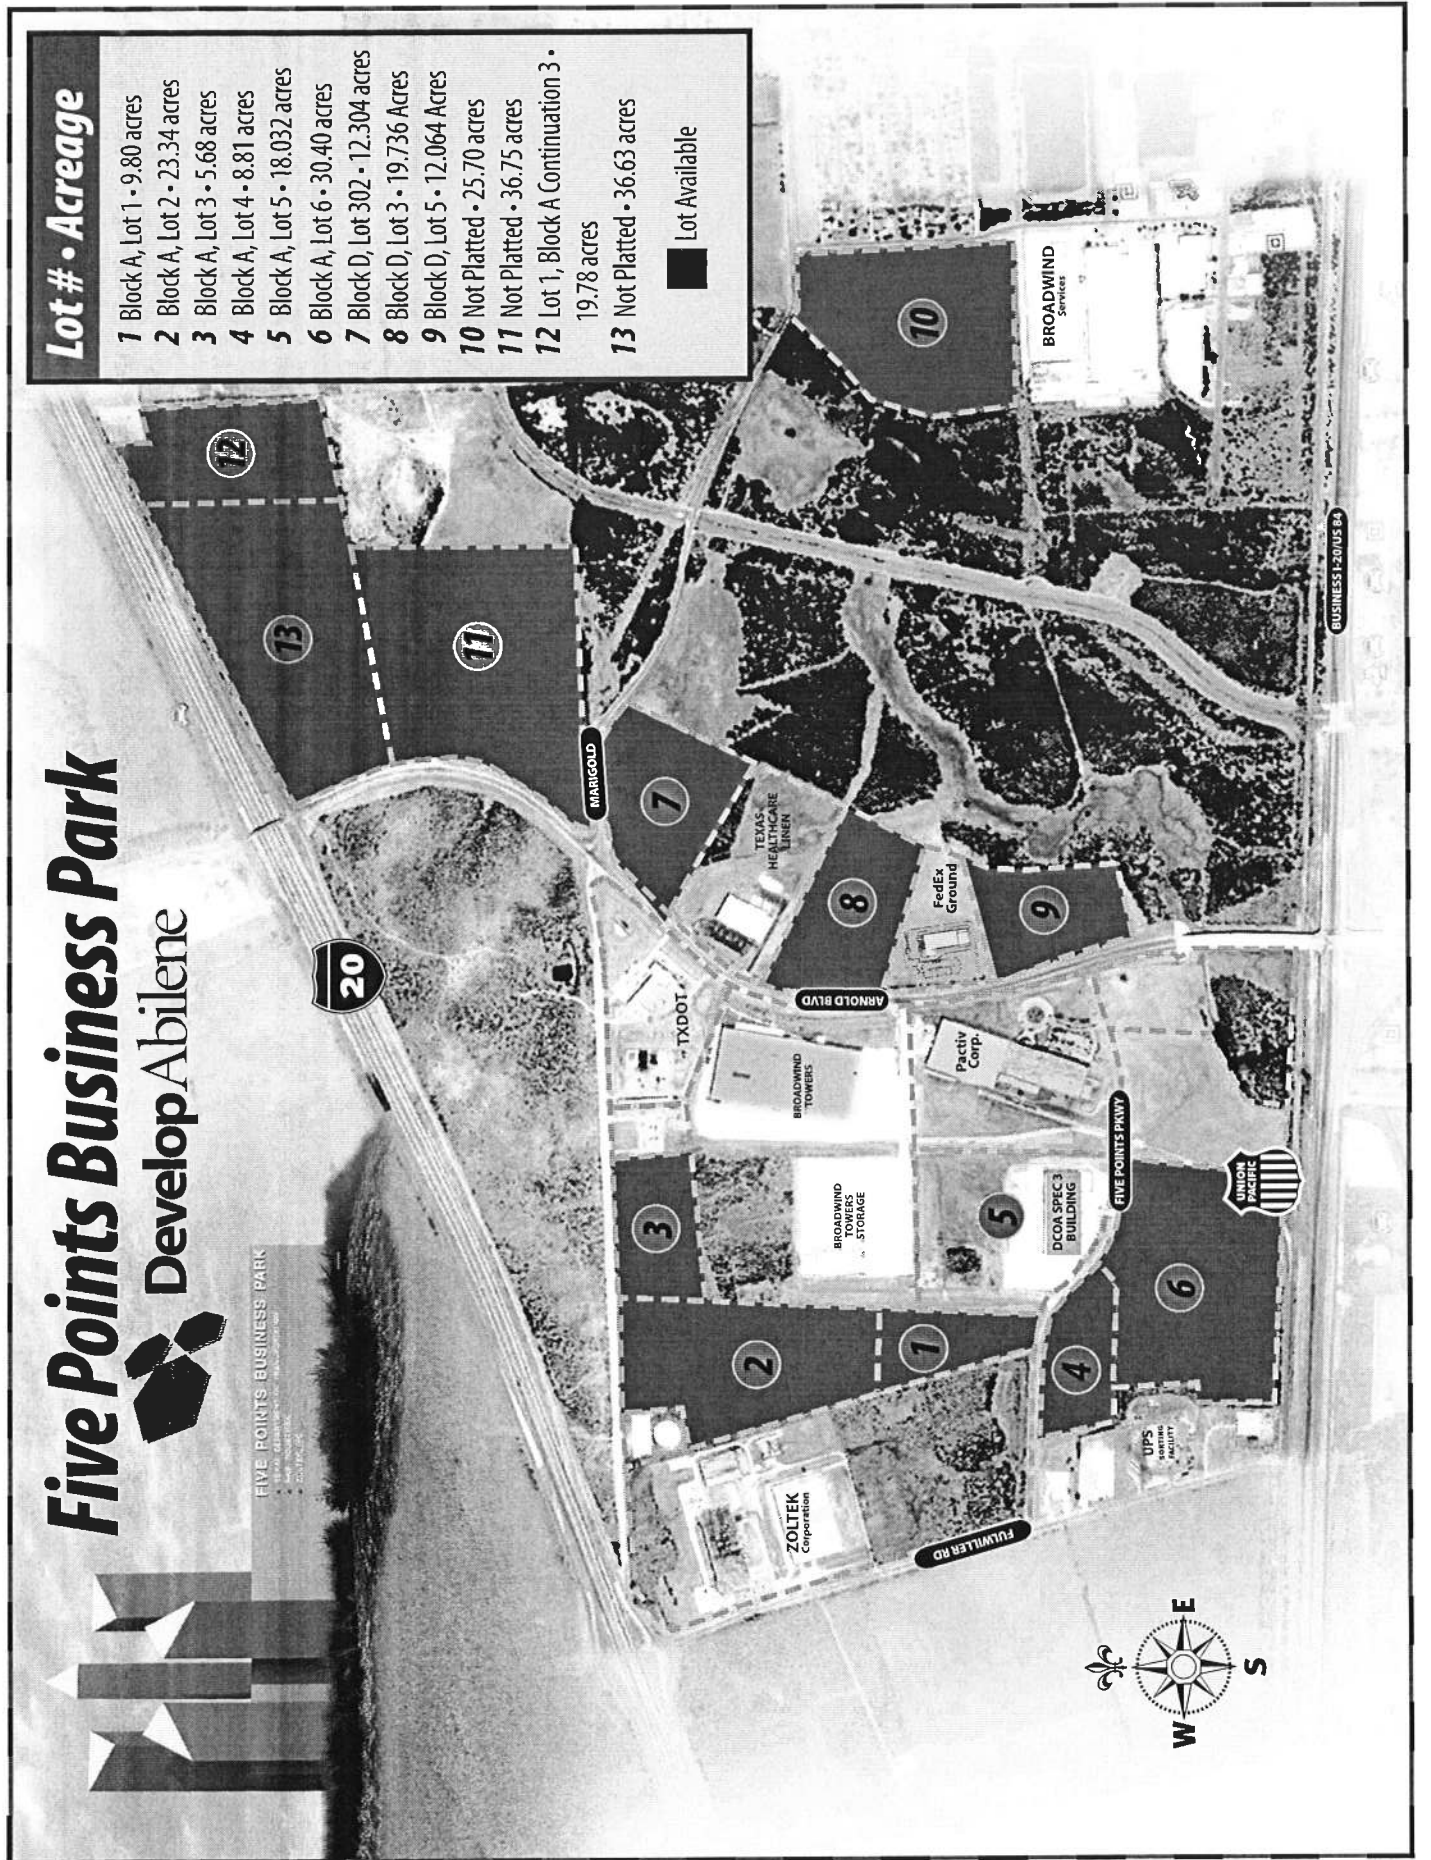 Five Points Business Park
Develop Abilene
FIVE POINTS BUSINESS PARK
Lot # • Acreage
1 Block A, Lot 1 • 9.80 acres
2 Block A, Lot 2 • 23.34 acres
3 Block A, Lot 3 • 5.68 acres
4 Block A, Lot 4 • 8.81 acres
5 Block A, Lot 5 • 18.032 acres
6 Block A, Lot 6 • 30.40 acres
7 Block D, Lot 302 • 12.304 acres
8 Block D, Lot 3 • 19.736 Acres
9 Block D, Lot 5 • 12.064 Acres
10 Not Platted • 25.70 acres
11 Not Platted • 36.75 acres
12 Lot 1, Block A Continuation 3 •
19.78 acres
13 Not Platted • 36.63 acres
Lot Available
20
12
13
11
MARIGOLD
7
TEXAS
HEALTHCARE
LINEN
10
BROADWIND
Services
TXDOT
8
ARNOLD BLVD
FedEx
Ground
9
BROADWIND
TOWERS
Pactiv
Corp.
3
BROADWIND
TOWERS
STORAGE
5
DCOA SPEC 3
BUILDING
FIVE POINTS PKWY
UNION
PACIFIC
2
1
4
6
ZOLTEK
Corporation
UPS
SORTING
FACILITY
FULWILLER RD
BUSINESS I-20/US 84
W
E
S